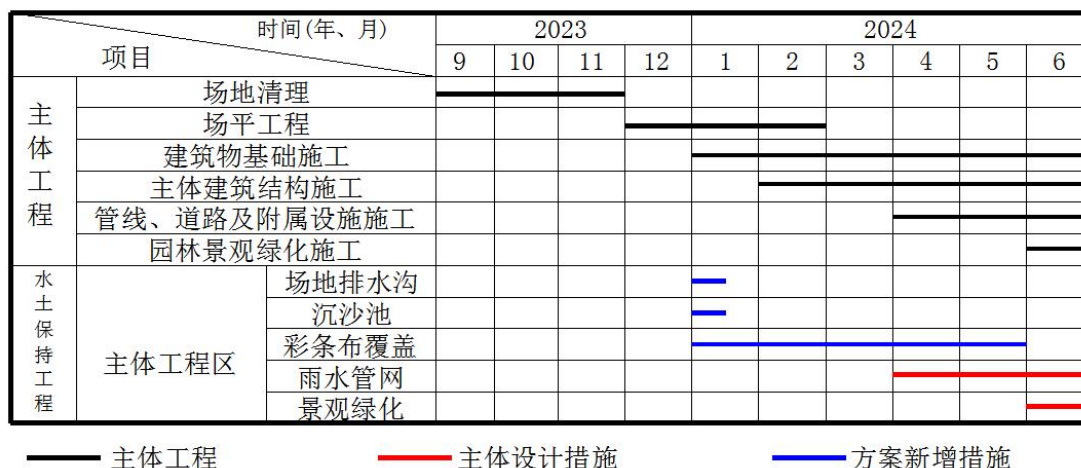 时间(年、月)
项目
2023 2024
9 10 11 12 1 2 3 4 5 6
主体工程
场地清理
场平工程
建筑物基础施工
主体建筑结构施工
管线、道路及附属设施施工
园林景观绿化施工
水土保持工程
主体工程区
场地排水沟
沉沙池
彩条布覆盖
雨水管网
景观绿化
主体工程 主体设计措施 方案新增措施